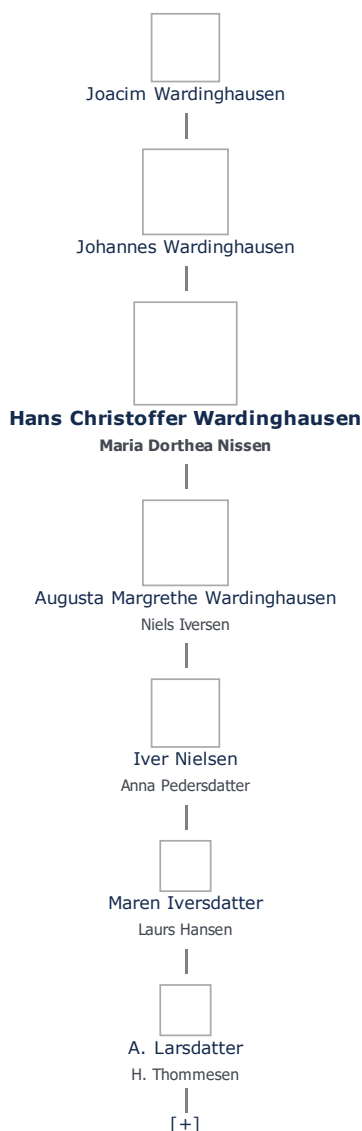 Joacim Wardinghausen
Johannes Wardinghausen
Hans Christoffer Wardinghausen
Maria Dorthea Nissen
Augusta Margrethe Wardinghausen
Niels Iversen
Iver Nielsen
Anna Pedersdatter
Maren Iversdatter
Laurs Hansen
A. Larsdatter
H. Thommesen
[+]